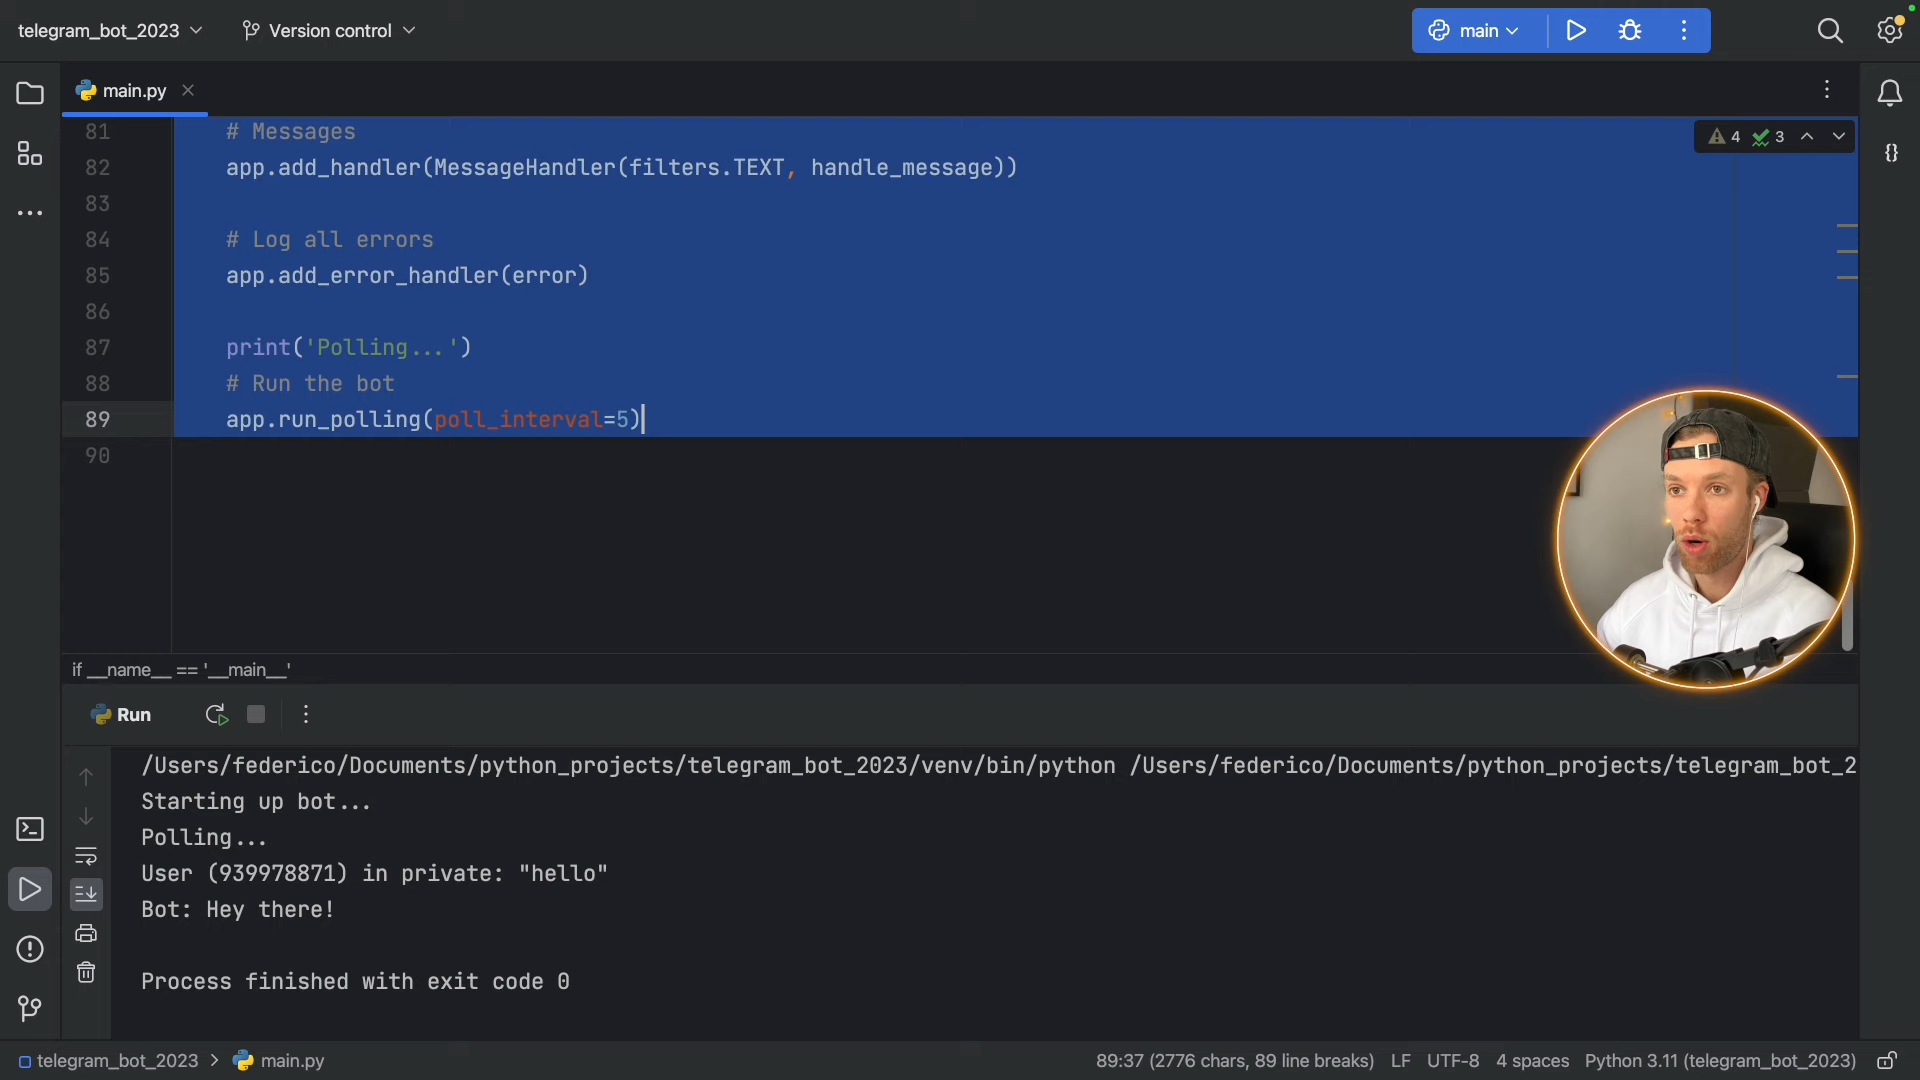 telegram_bot_2023
Version control
main
main.py
4
3
81 # Messages
82 app.add_handler(MessageHandler(filters.TEXT, handle_message))
83
84 # Log all errors
85 app.add_error_handler(error)
86
87 print('Polling...')
88 # Run the bot
89 app.run_polling(poll_interval=5)
90
if __name__ == '__main__'
Run
/Users/federico/Documents/python_projects/telegram_bot_2023/venv/bin/python /Users/federico/Documents/python_projects/telegram_bot_2
Starting up bot...
Polling...
User (939978871) in private: "hello"
Bot: Hey there!
Process finished with exit code 0
telegram_bot_2023 > main.py
89:37 (2776 chars, 89 line breaks) LF UTF-8 4 spaces Python 3.11 (telegram_bot_2023)